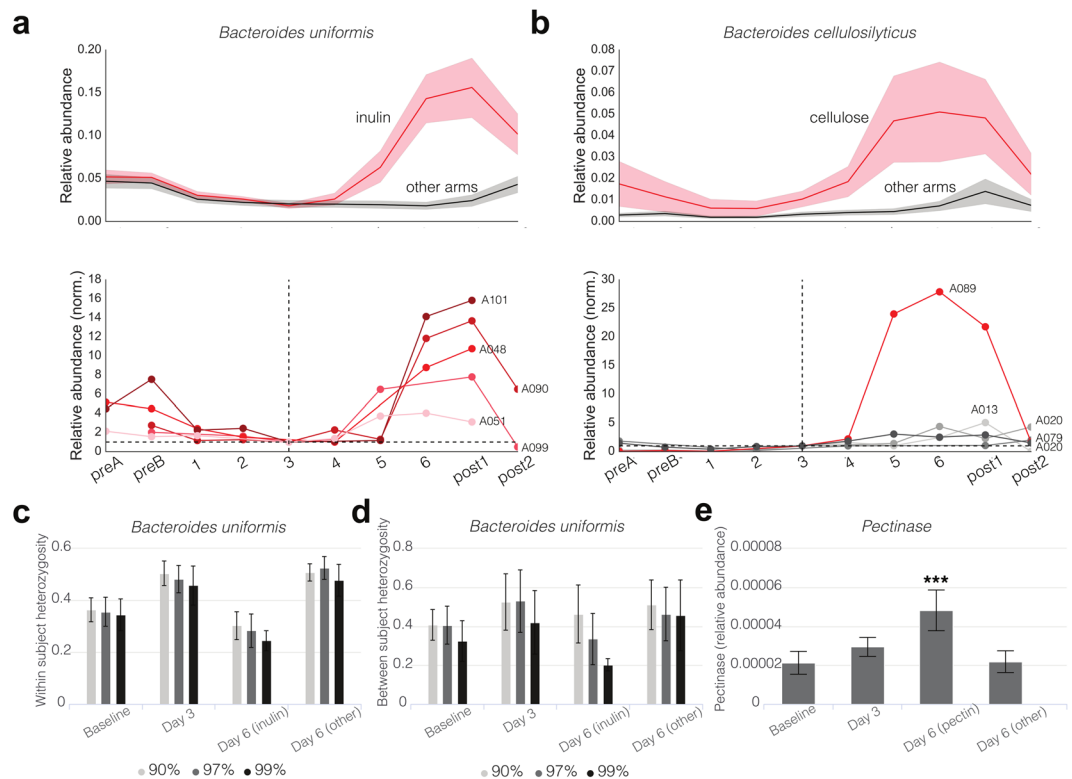 a
Bacteroides uniformis
Relative abundance
0.20
0.15
0.10
0.05
0.00
inulin
other arms
b
Bacteroides cellulosilyticus
Relative abundance
0.08
0.07
0.06
0.05
0.04
0.03
0.02
0.01
0.00
cellulose
other arms
Relative abundance (norm.)
18
16
14
12
10
8
6
4
2
0
A101
A048
A090
A051
A099
preA
preB
1
2
3
4
5
6
post1
post2
Relative abundance (norm.)
30
25
20
15
10
5
0
A089
A013
A020
A079
A020
preA
preB
1
2
3
4
5
6
post1
post2
c
Bacteroides uniformis
Within subject heterozygosity
0.6
0.4
0.2
0
Baseline
Day 3
Day 6 (inulin)
Day 6 (other)
90%
97%
99%
d
Bacteroides uniformis
Between subject heterozygosity
0.8
0.6
0.4
0.2
0
Baseline
Day 3
Day 6 (inulin)
Day 6 (other)
90%
97%
99%
e
Pectinase
Pectinase (relative abundance)
0.00008
0.00006
0.00004
0.00002
0
***
Baseline
Day 3
Day 6 (pectin)
Day 6 (other)